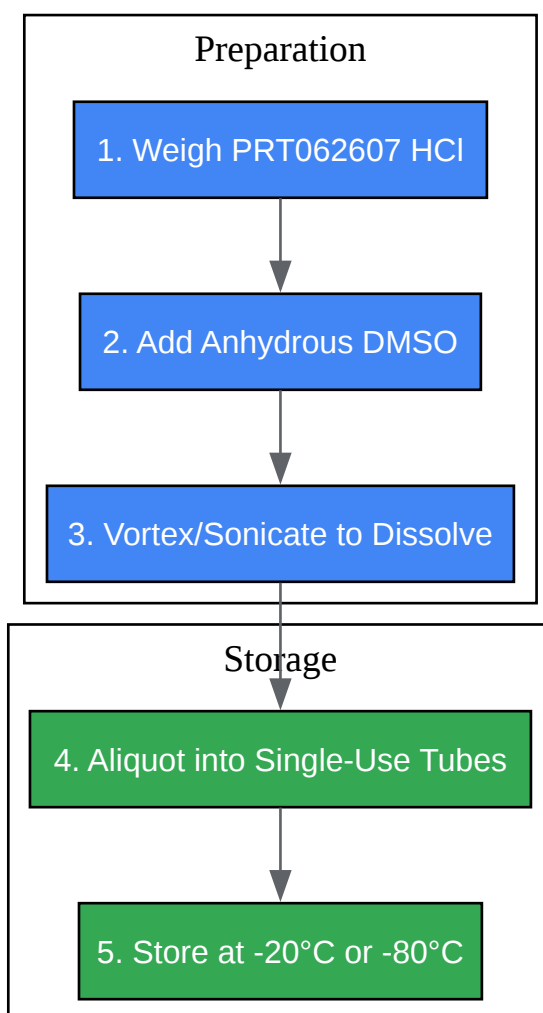 Preparation
1. Weigh PRT062607 HCl
2. Add Anhydrous DMSO
3. Vortex/Sonicate to Dissolve
Storage
4. Aliquot into Single-Use Tubes
5. Store at -20°C or -80°C